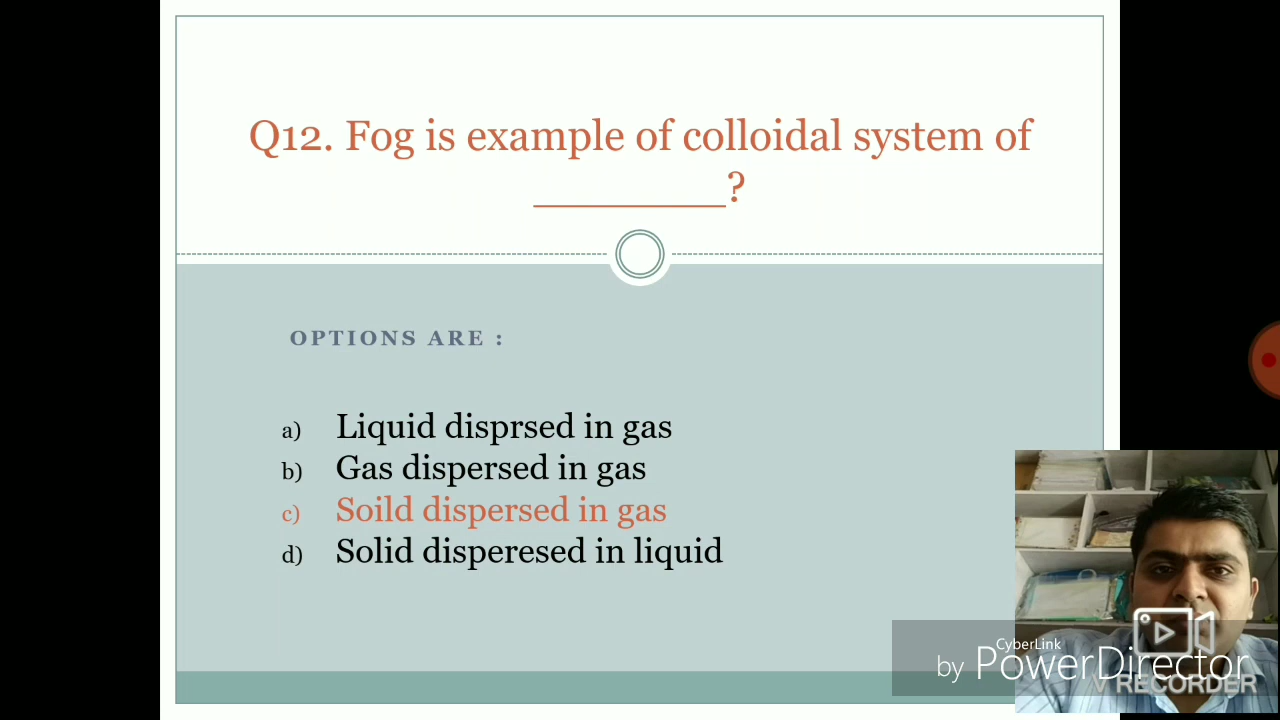 Q12. Fog is example of colloidal system of
________?
OPTIONS ARE :
a) Liquid disprsed in gas
b) Gas dispersed in gas
c) Soild dispersed in gas
d) Solid disperesed in liquid
CyberLink
by PowerDirector
V RECORDER